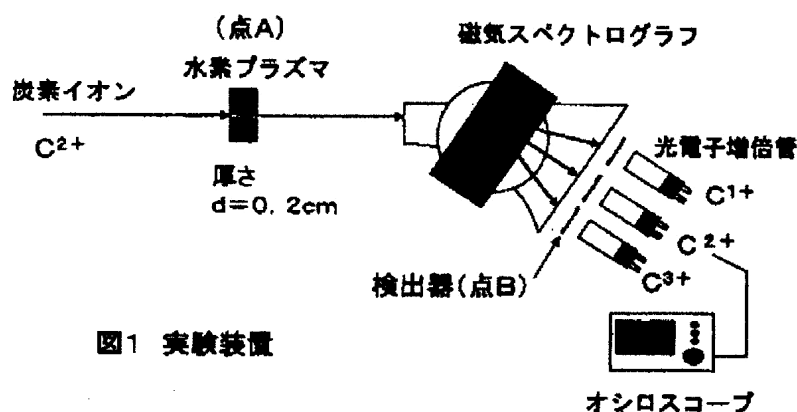 (点A)
水素プラズマ
磁気スペクトログラフ
炭素イオン
C2+
厚さ
d=0.2cm
光電子増倍管
C1+
C2+
C3+
検出器(点B)
図1 実験装置
オシロスコープ